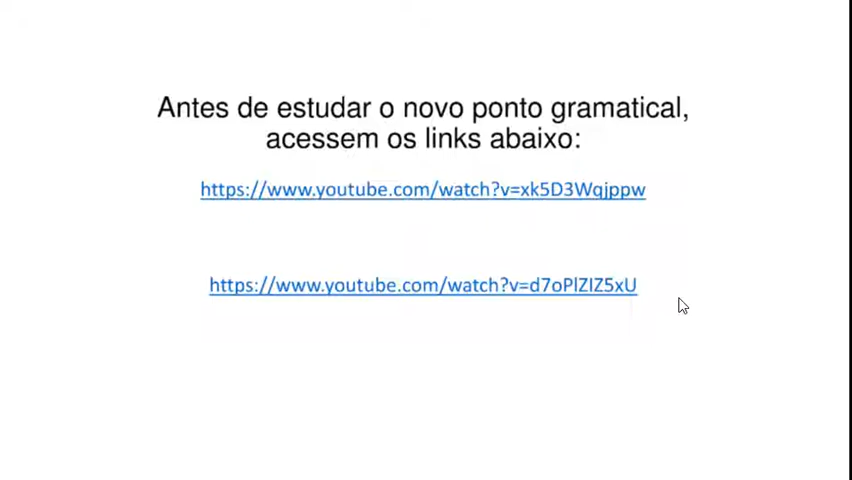 Antes de estudar o novo ponto gramatical,
acessem os links abaixo:
https://www.youtube.com/watch?v=xk5D3Wqjppw
https://www.youtube.com/watch?v=d7oPlZIZ5xU